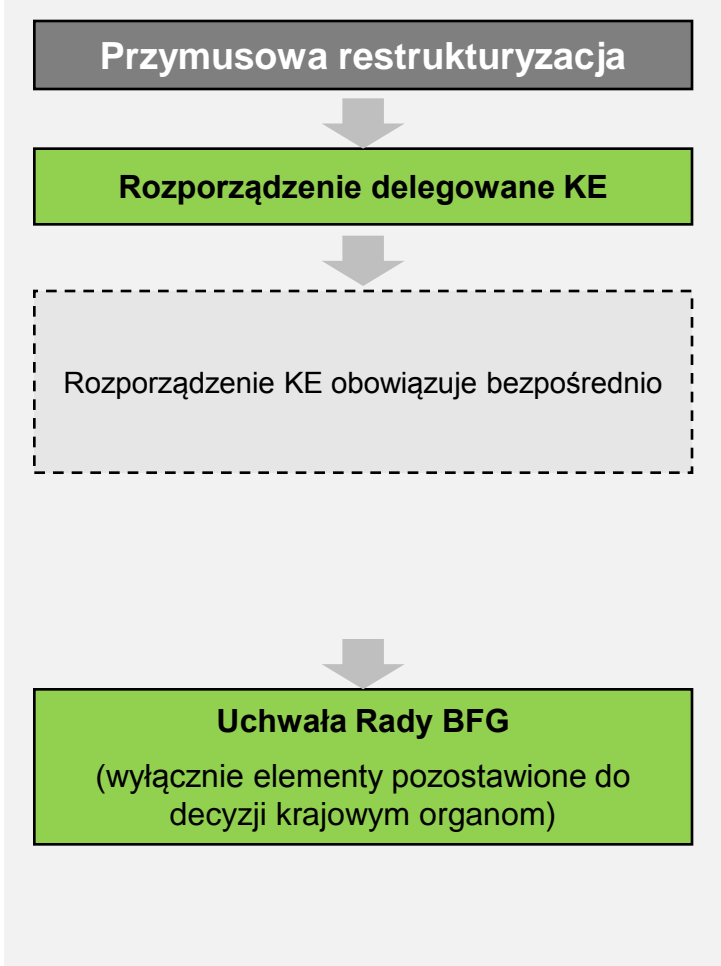 Przymusowa restrukturyzacja
Rozporządzenie delegowane KE
Rozporządzenie KE obowiązuje bezpośrednio
Uchwała Rady BFG
(wyłącznie elementy pozostawione do
decyzji krajowym organom)